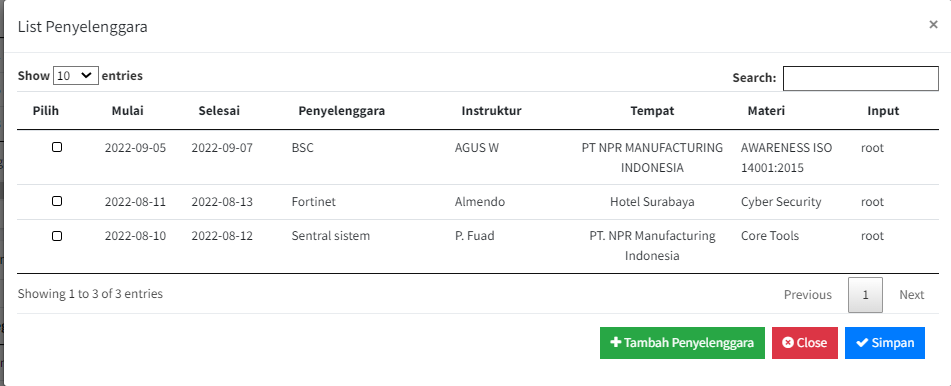 List Penyelenggara ×
Show 10 entries Search:
Pilih Mulai Selesai Penyelenggara Instruktur Tempat Materi Input
2022-09-05 2022-09-07 BSC AGUS W PT NPR MANUFACTURING AWARENESS ISO root
INDONESIA 14001:2015
2022-08-11 2022-08-13 Fortinet Almendo Hotel Surabaya Cyber Security root
2022-08-10 2022-08-12 Sentral sistem P. Fuad PT. NPR Manufacturing Core Tools root
Indonesia
Showing 1 to 3 of 3 entries Previous 1 Next
Tambah Penyelenggara Close Simpan